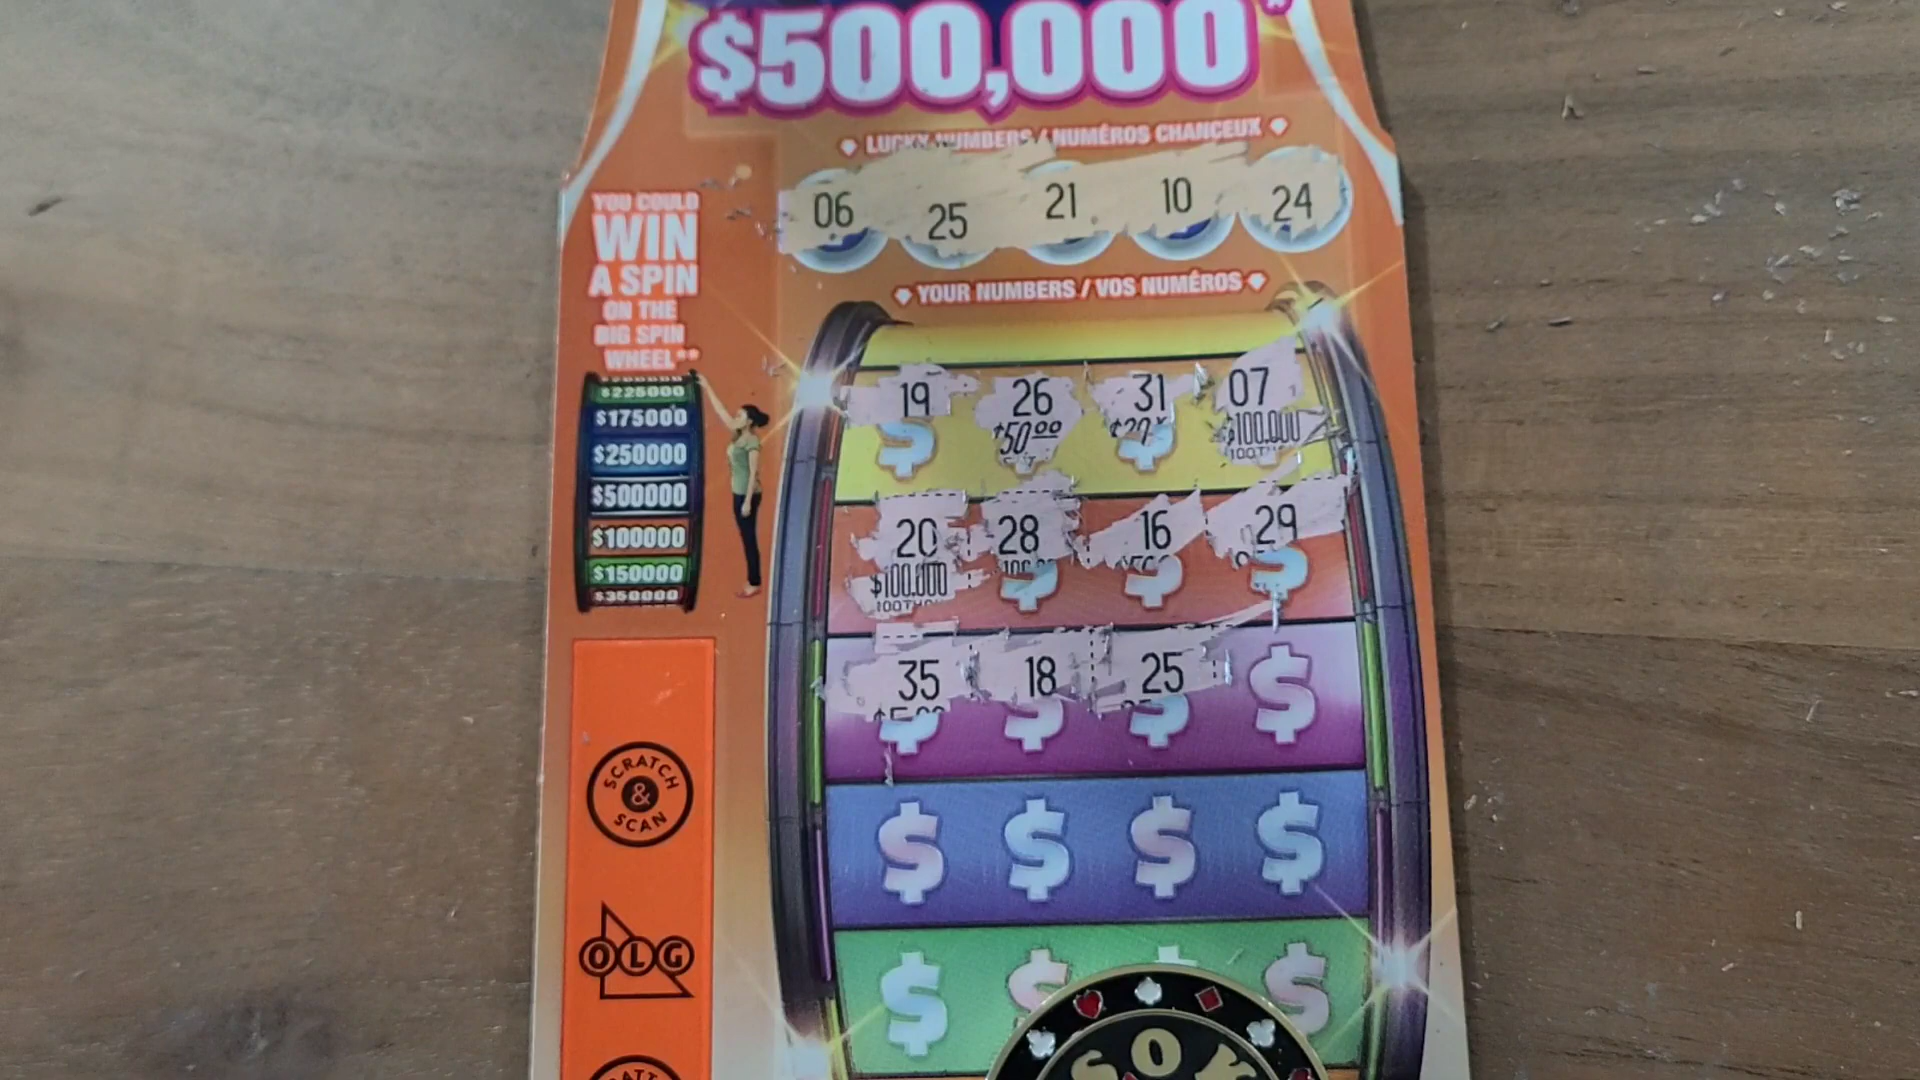 $500,000*
LUCKY NUMBERS / NUMÉROS CHANCEUX
06 25 21 10 24
YOU COULD
WIN
A SPIN
ON THE
BIG SPIN
WHEEL**
YOUR NUMBERS / VOS NUMÉROS
$225000
$175000
$250000
$500000
$100000
$150000
$350000
19 26 31 07
$50.00 $100,000
20 28 16 29
$100,000
35 18 25
$ $ $ $
$ $ $ $
SCRATCH
&
SCAN
OLG